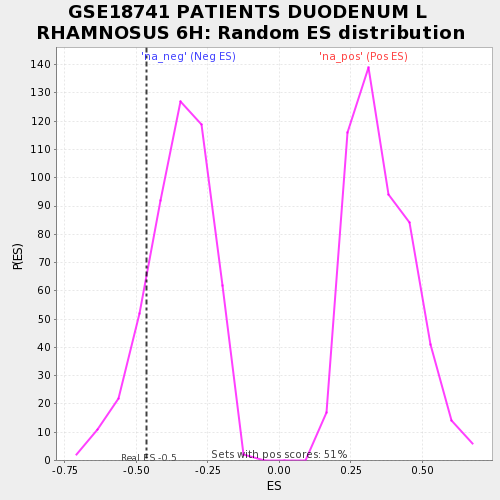 GSE18741 PATIENTS DUODENUM L
RHAMNOSUS 6H: Random ES distribution
'na_neg' (Neg ES)
'na_pos' (Pos ES)
140
130
120
110
100
90
80
70
60
50
40
30
20
10
0
P(ES)
Real ES -0.5
Sets with pos scores: 51%
-0.75
-0.50
-0.25
0.00
0.25
0.50
ES